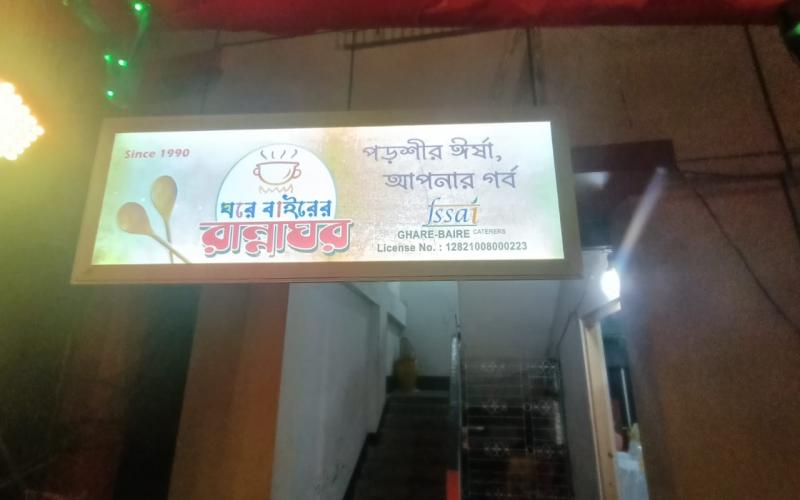 Since 1990
ঘরে বাইরের
রান্নাঘর
পড়শীর ঈর্ষা,
আপনার গর্ব
fssai
GHARE-BAIRE CATERERS
License No. : 12821008000223